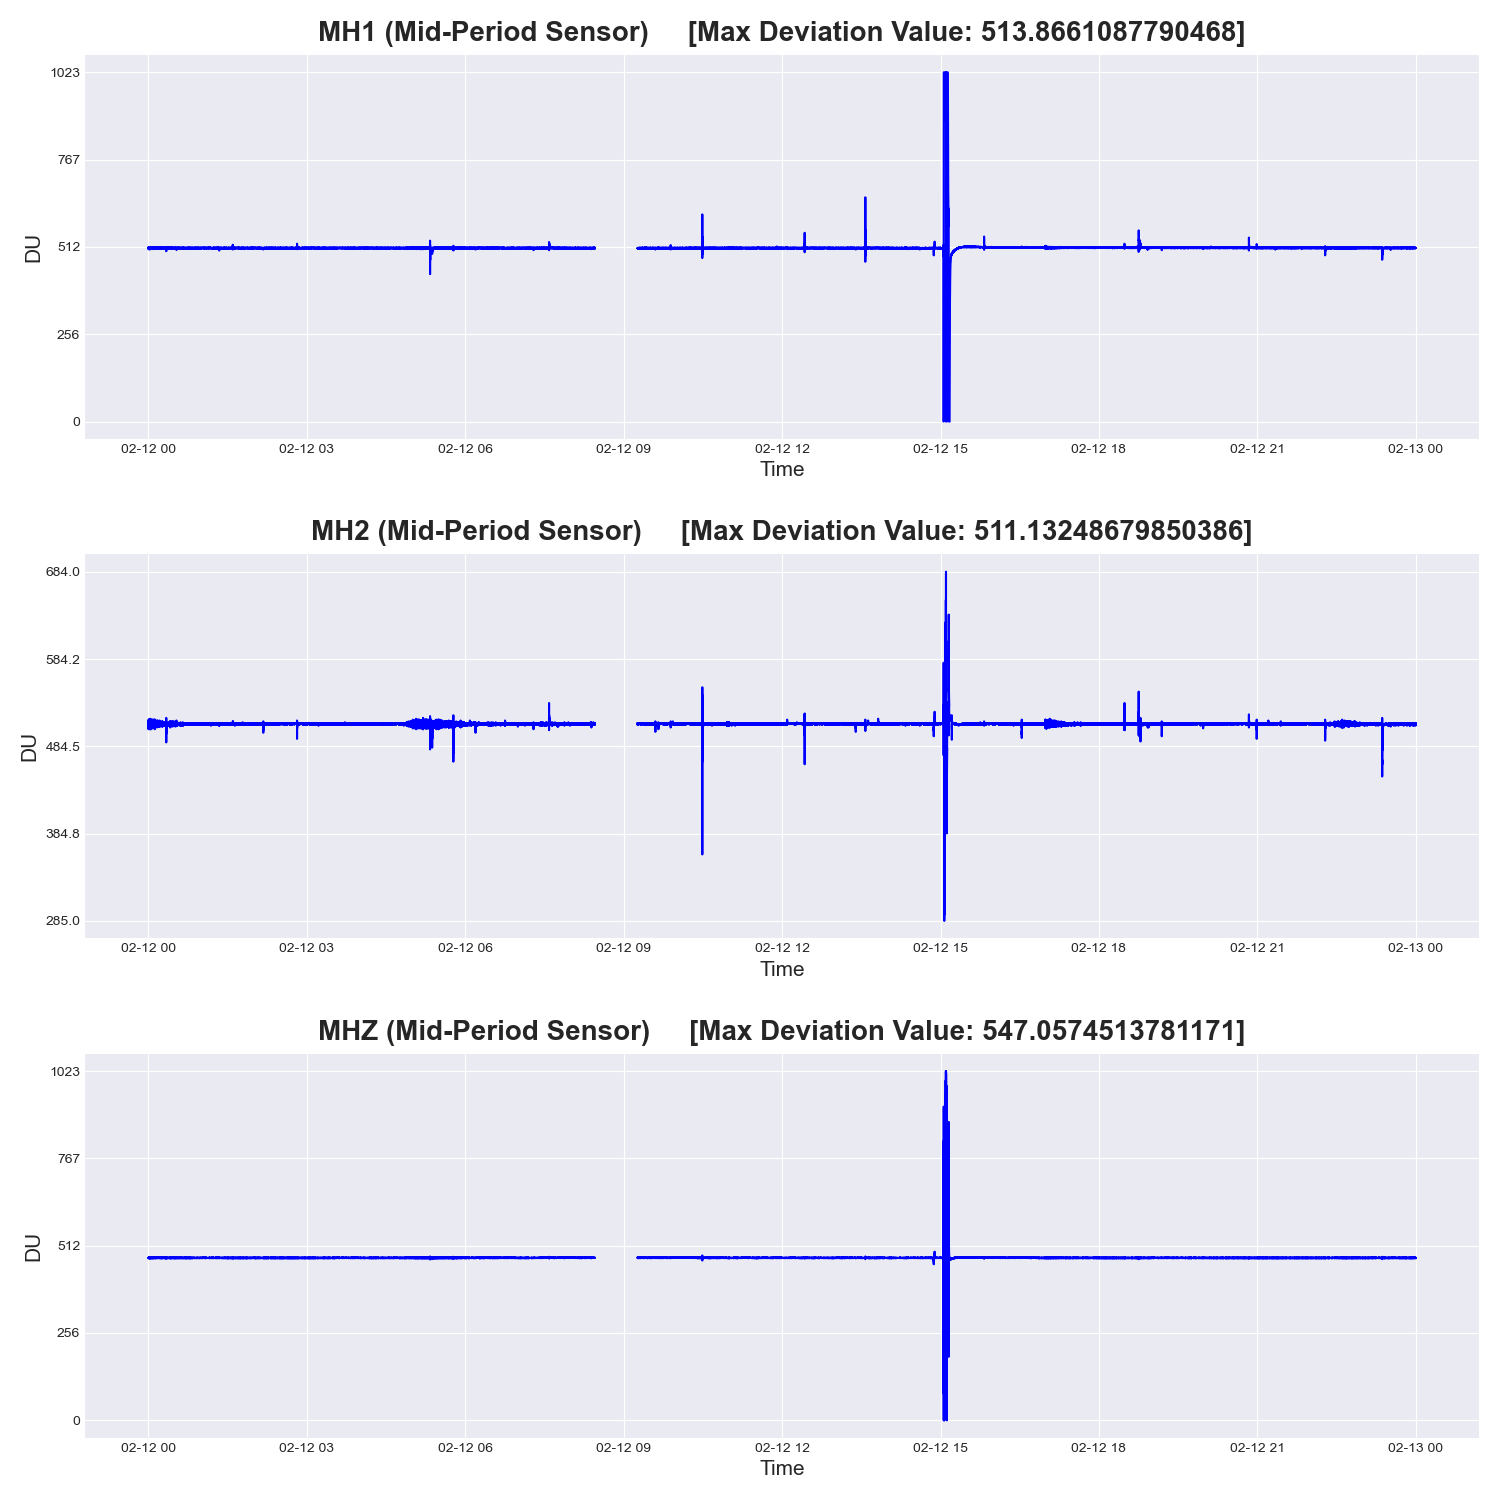 MH1 (Mid-Period Sensor) [Max Deviation Value: 513.8661087790468]
1023
767
512
256
0
DU
02-12 00 02-12 03 02-12 06 02-12 09 02-12 12 02-12 15 02-12 18 02-12 21 02-13 00
Time
MH2 (Mid-Period Sensor) [Max Deviation Value: 511.13248679850386]
684.0
584.2
484.5
384.8
285.0
DU
02-12 00 02-12 03 02-12 06 02-12 09 02-12 12 02-12 15 02-12 18 02-12 21 02-13 00
Time
MHZ (Mid-Period Sensor) [Max Deviation Value: 547.0574513781171]
1023
767
512
256
0
DU
02-12 00 02-12 03 02-12 06 02-12 09 02-12 12 02-12 15 02-12 18 02-12 21 02-13 00
Time